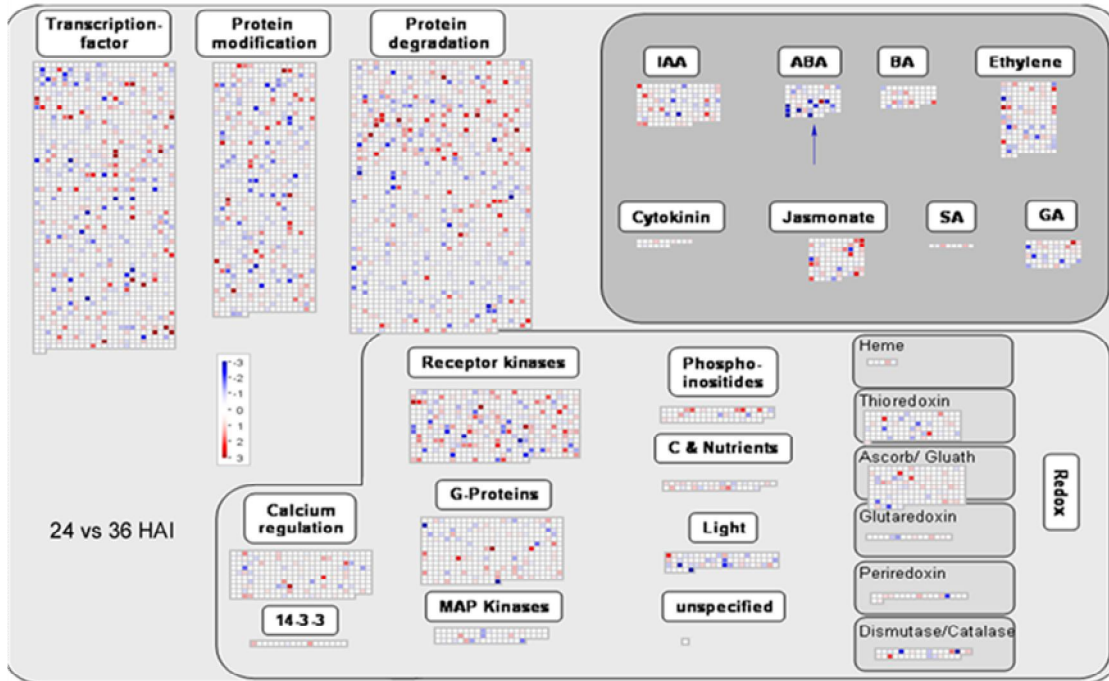 Transcription-
factor
Protein
modification
Protein
degradation
IAA
ABA
BA
Ethylene
Cytokinin
Jasmonate
SA
GA
-3
-2
-1
0
1
2
3
Receptor kinases
Phospho-
inositides
C & Nutrients
G-Proteins
Calcium
regulation
Light
14-3-3
MAP Kinases
unspecified
24 vs 36 HAI
Heme
Thioredoxin
Ascorb/ Gluath
Glutaredoxin
Periredoxin
Dismutase/Catalase
Redox